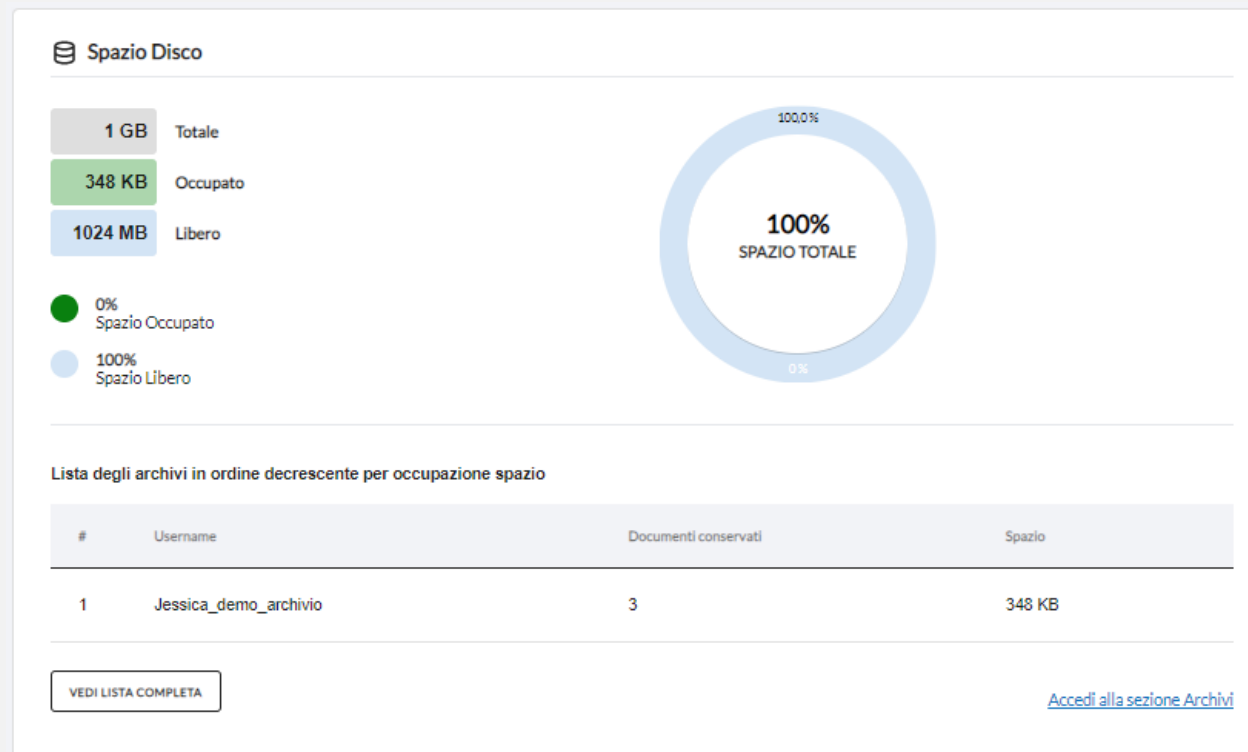 Spazio Disco
1 GB Totale
348 KB Occupato
1024 MB Libero
0%
Spazio Occupato
100%
Spazio Libero
100,0%
100%
SPAZIO TOTALE
0%
Lista degli archivi in ordine decrescente per occupazione spazio
# Username Documenti conservati Spazio
1 Jessica_demo_archivio 3 348 KB
VEDI LISTA COMPLETA
Accedi alla sezione Archivi